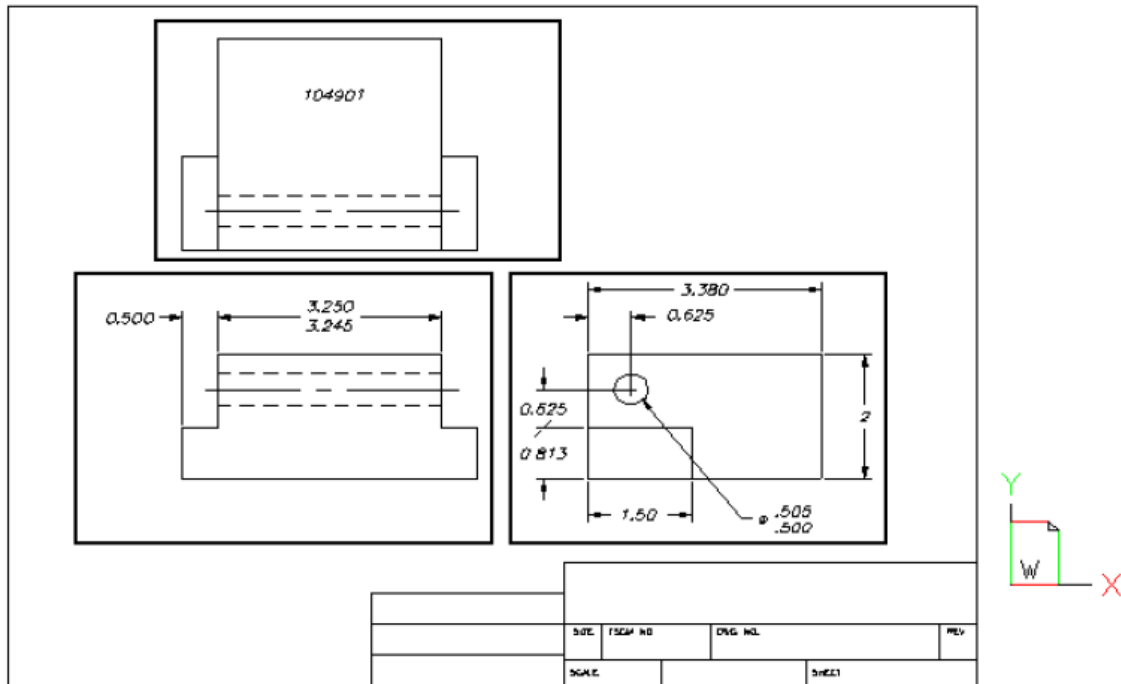 104901
0.500
3.250
3.245
3.380
0.625
0.625
0.813
2
1.50
ø .505
.500
SIZE FSCM NO DWG NO. REV
SCALE SHEET
Y
W
X